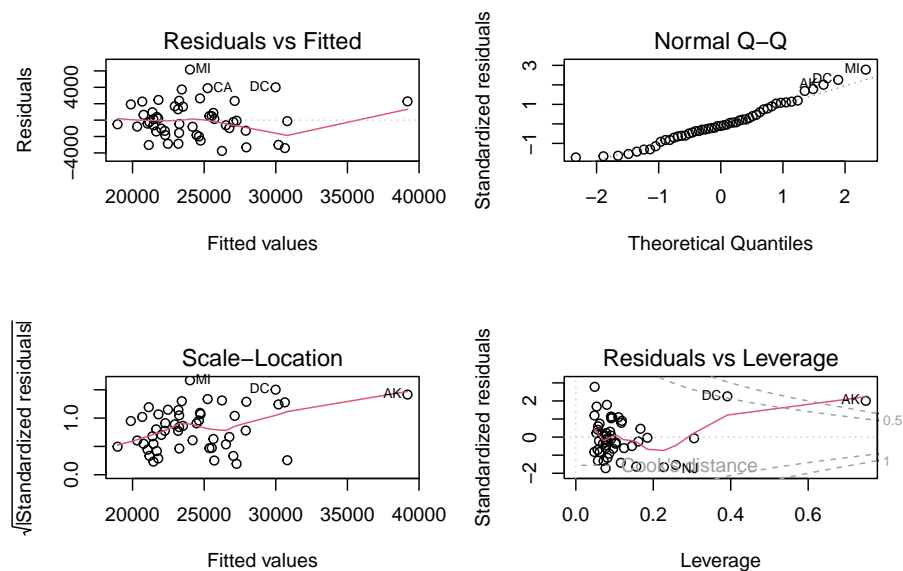 Residuals vs Fitted
Residuals
−4000
0
4000
MI
CA
DC
20000
25000
30000
35000
40000
Fitted values
Normal Q−Q
Standardized residuals
−1
1
3
AK
DC
MI
−2
−1
0
1
2
Theoretical Quantiles
Scale−Location
√|Standardized residuals|
0.0
1.0
MI
DC
AK
20000
25000
30000
35000
40000
Fitted values
Residuals vs Leverage
Standardized residuals
−2
0
2
DC
AK
NJ
Cook's distance
0.5
1
0.0
0.2
0.4
0.6
Leverage